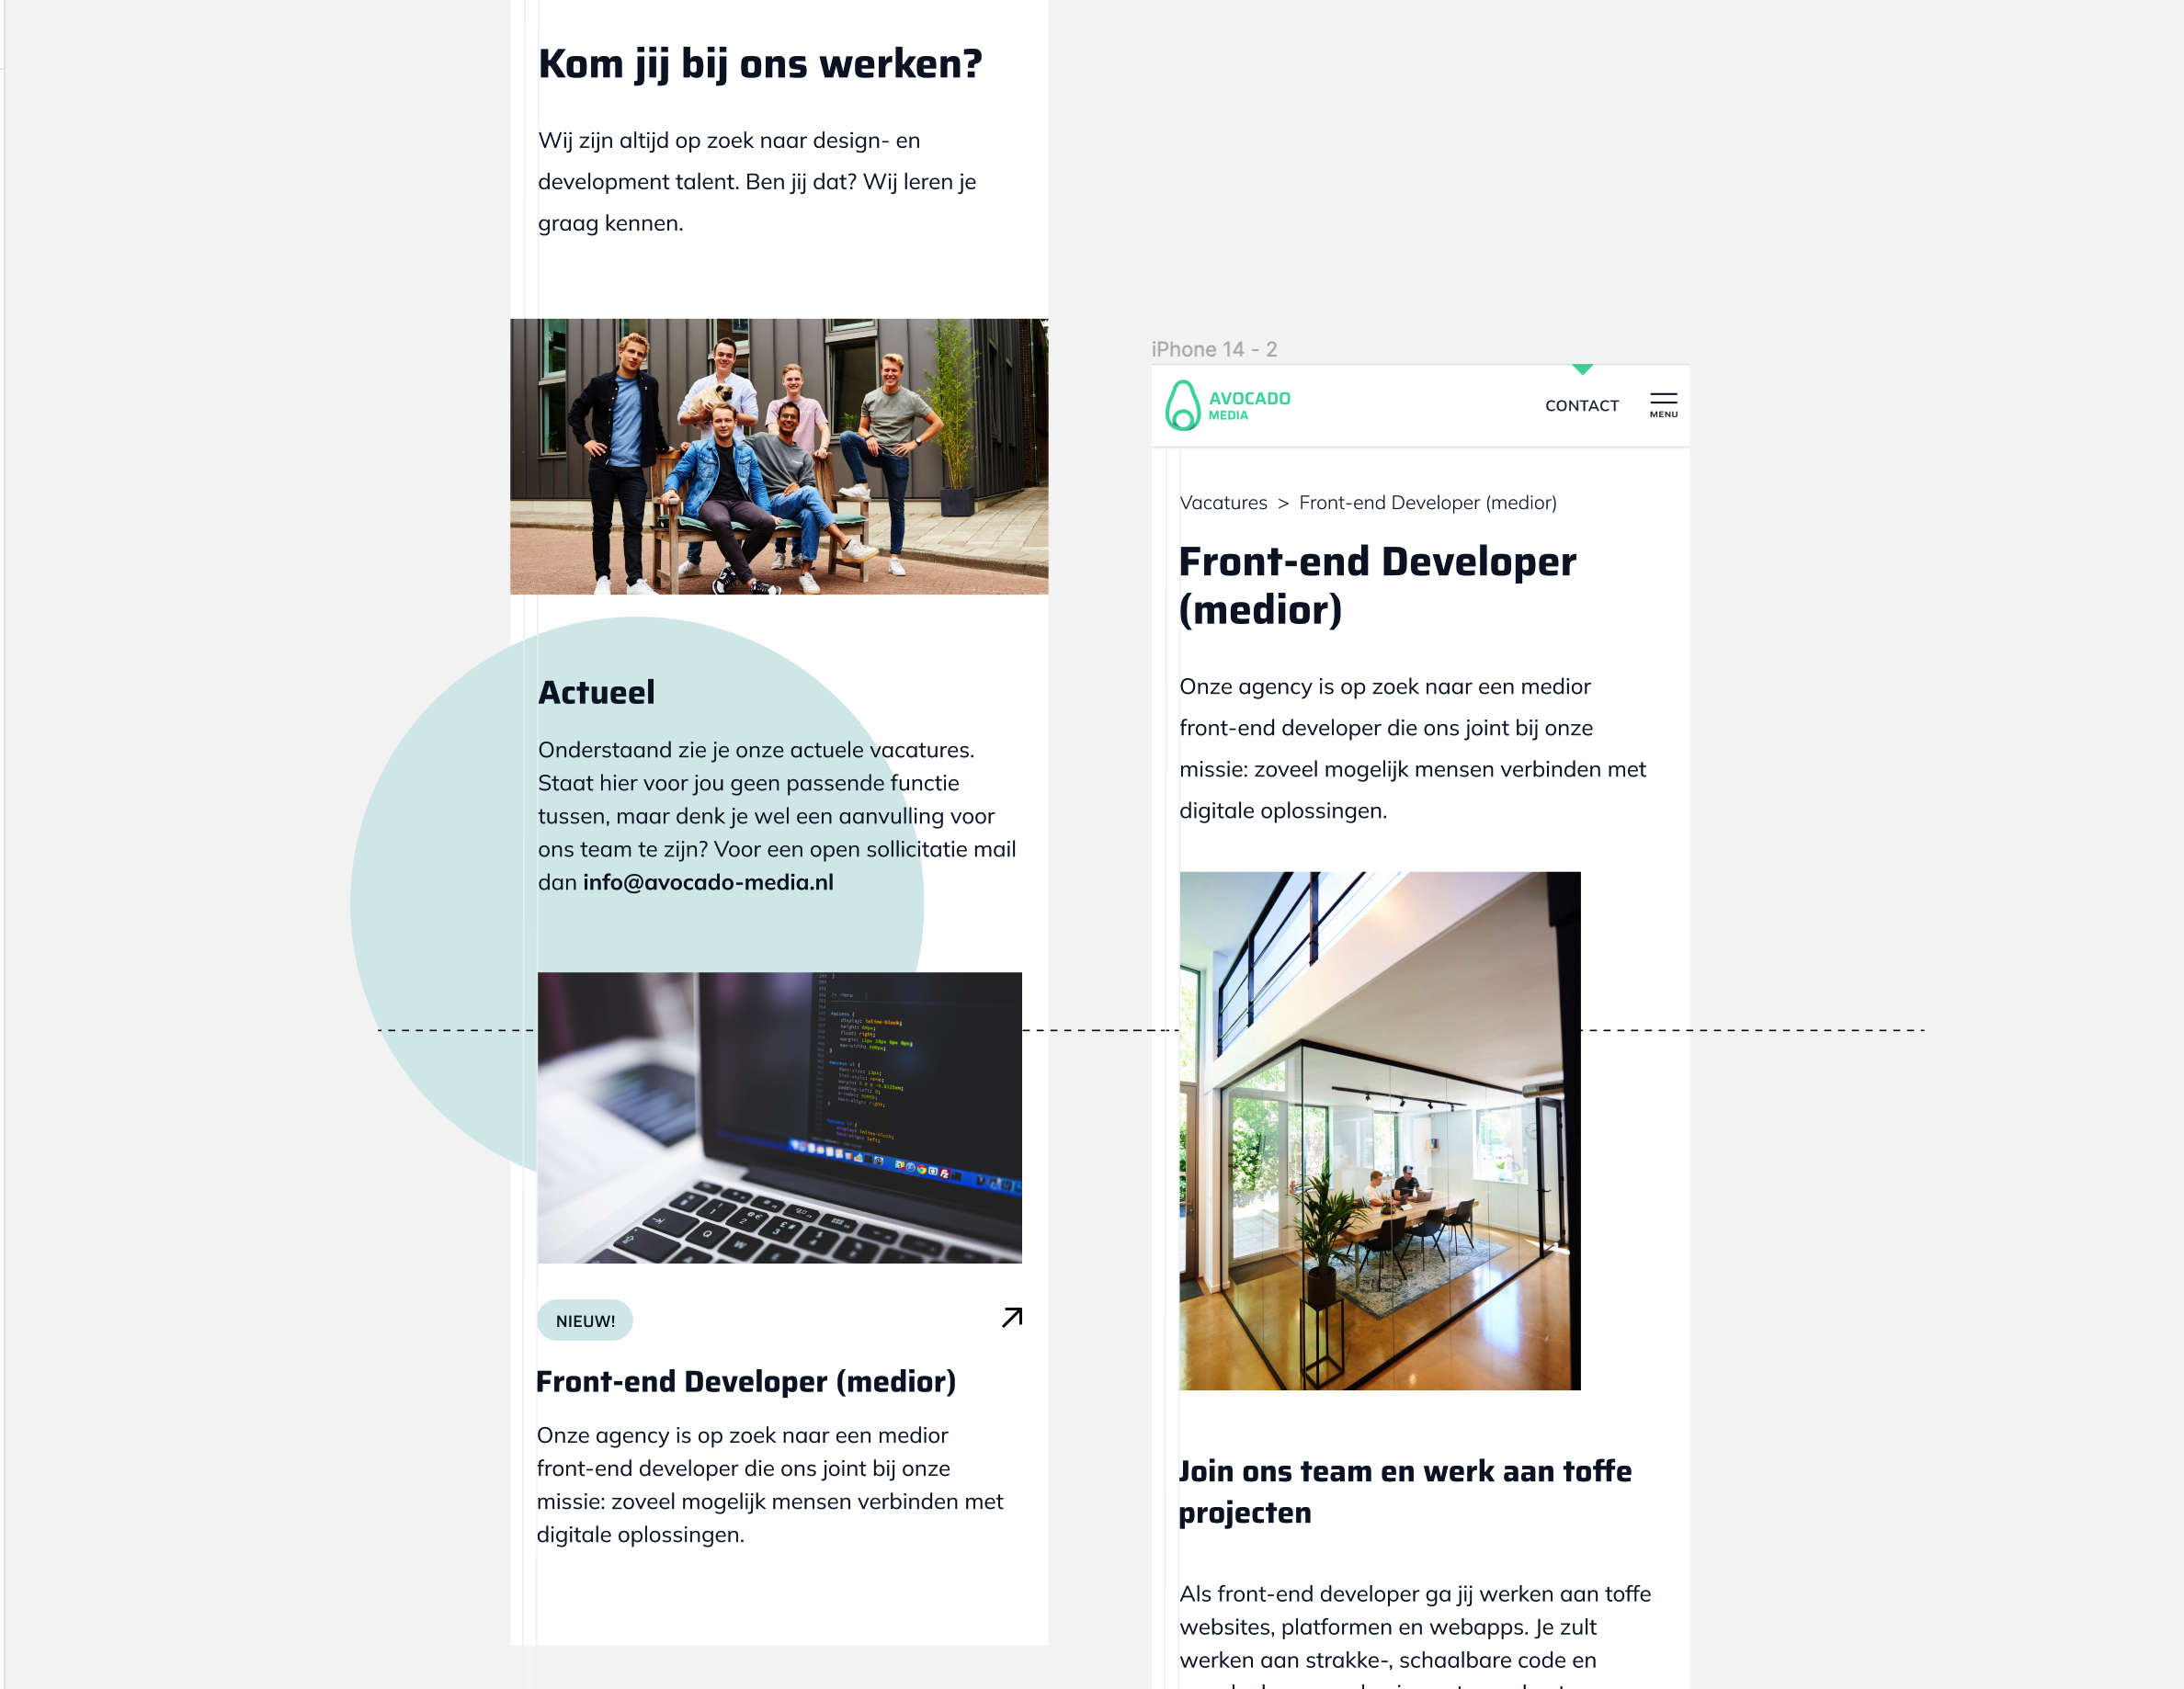 Kom jij bij ons werken?
Wij zijn altijd op zoek naar design- en
development talent. Ben jij dat? Wij leren je
graag kennen.
Actueel
Onderstaand zie je onze actuele vacatures.
Staat hier voor jou geen passende functie
tussen, maar denk je wel een aanvulling voor
ons team te zijn? Voor een open sollicitatie mail
dan info@avocado-media.nl
NIEUW!
Front-end Developer (medior)
Onze agency is op zoek naar een medior
front-end developer die ons joint bij onze
missie: zoveel mogelijk mensen verbinden met
digitale oplossingen.
iPhone 14 - 2
AVOCADO
MEDIA
CONTACT
MENU
Vacatures > Front-end Developer (medior)
Front-end Developer
(medior)
Onze agency is op zoek naar een medior
front-end developer die ons joint bij onze
missie: zoveel mogelijk mensen verbinden met
digitale oplossingen.
Join ons team en werk aan toffe
projecten
Als front-end developer ga jij werken aan toffe
websites, platformen en webapps. Je zult
werken aan strakke-, schaalbare code en